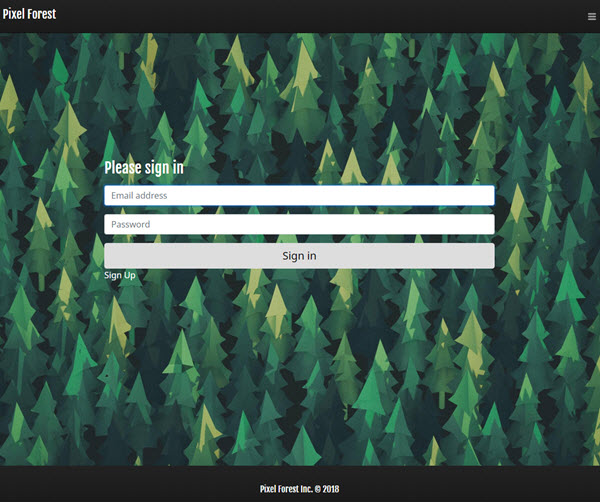 Pixel Forest
Please sign in
Email address
Password
Sign in
Sign Up
Pixel Forest Inc. © 2018